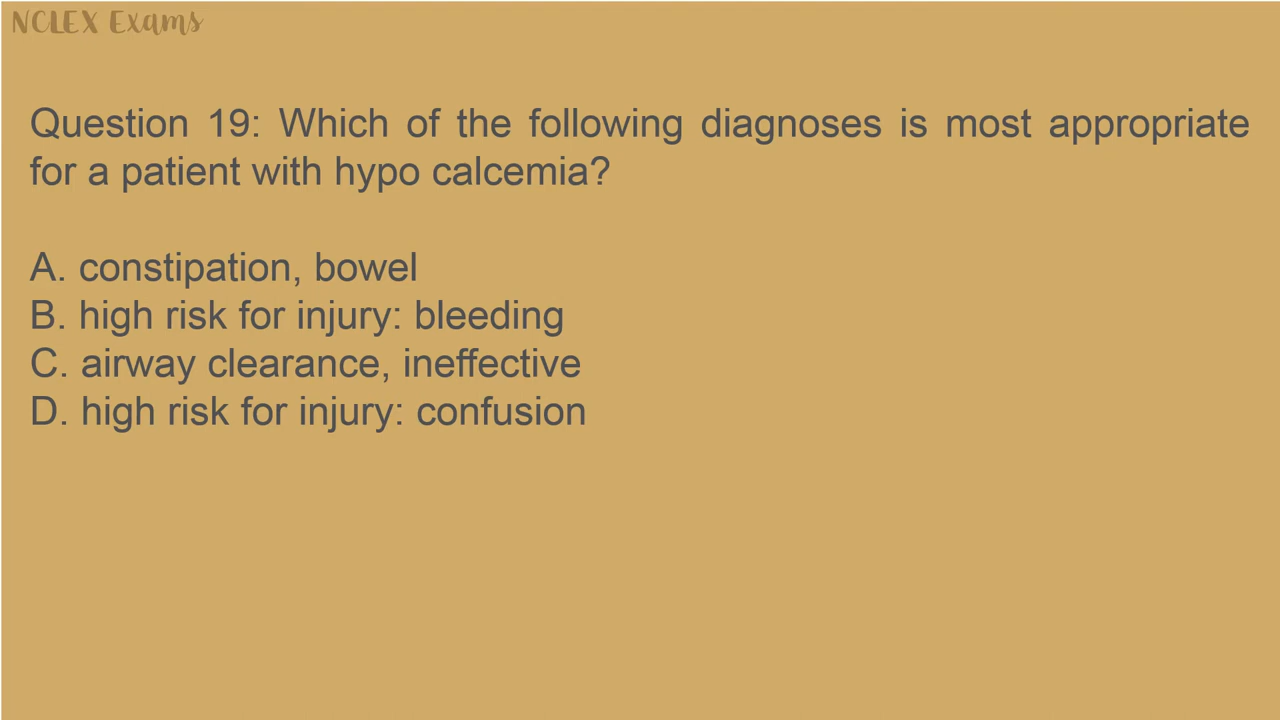 NCLEX Exams
Question 19: Which of the following diagnoses is most appropriate
for a patient with hypo calcemia?
A. constipation, bowel
B. high risk for injury: bleeding
C. airway clearance, ineffective
D. high risk for injury: confusion